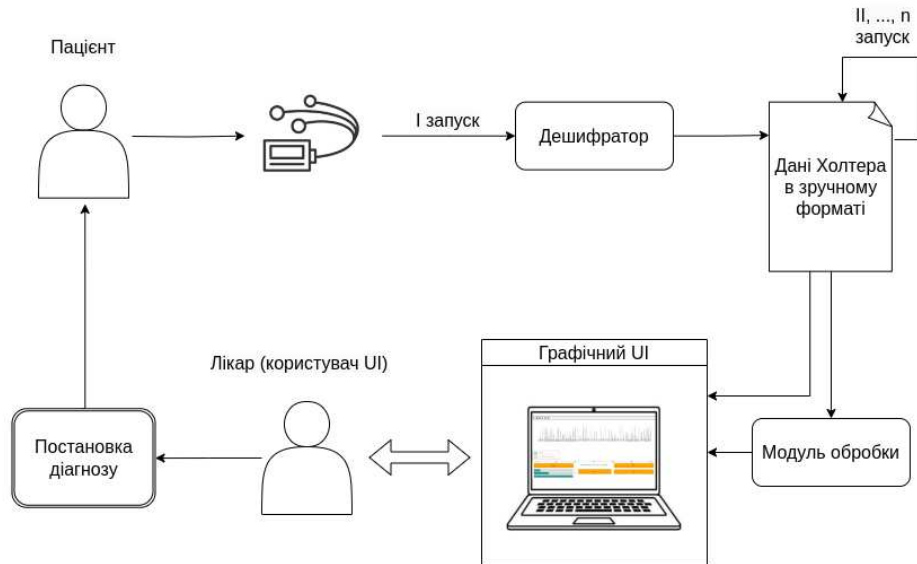 Пацієнт
II, ..., n
запуск
I запуск
Дешифратор
Дані Холтера
в зручному
форматі
Лікар (користувач UI)
Графічний UI
Постановка
діагнозу
Модуль обробки